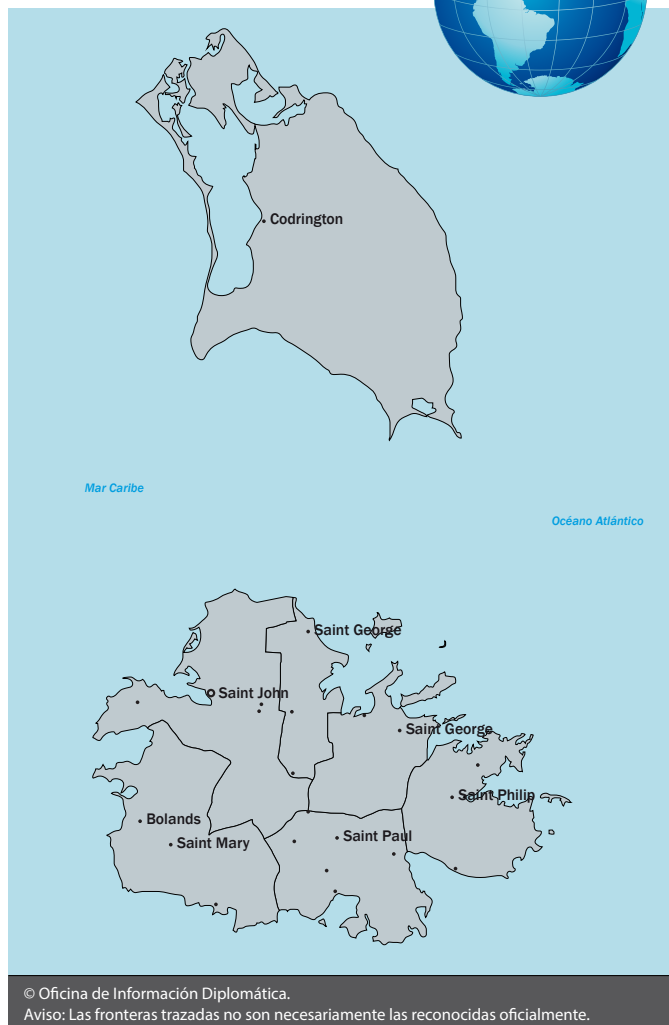 Codrington
Mar Caribe
Océano Atlántico
Saint George
Saint John
Saint George
Saint Philip
Bolands
Saint Paul
Saint Mary
© Oficina de Información Diplomática.
Aviso: Las fronteras trazadas no son necesariamente las reconocidas oficialmente.